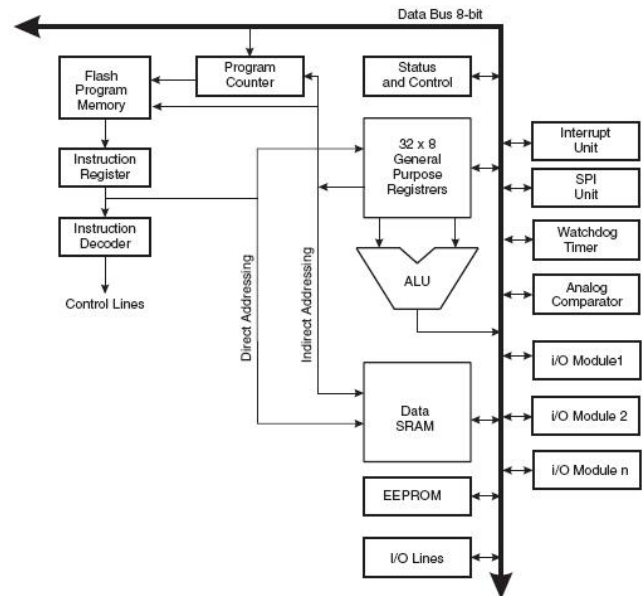 Data Bus 8-bit
Flash
Program
Memory
Program
Counter
Status
and Control
32 x 8
General
Purpose
Registrers
Instruction
Register
Instruction
Decoder
Control Lines
Direct Addressing
Indirect Addressing
ALU
Data
SRAM
EEPROM
I/O Lines
Interrupt
Unit
SPI
Unit
Watchdog
Timer
Analog
Comparator
i/O Module1
i/O Module 2
i/O Module n